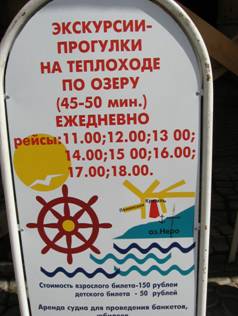 ЭКСКУРСИИ-
ПРОГУЛКИ
НА ТЕПЛОХОДЕ
ПО ОЗЕРУ
(45-50 мин.)
ЕЖЕДНЕВНО
рейсы:11.00;12.00;13 00;
14.00;15 00;16.00;
17.00;18.00.
Кремль
оз.Неро
Стоимость взрослого билета-150 рублей
детского билета - 50 рублей
Аренда судна для проведения банкетов,